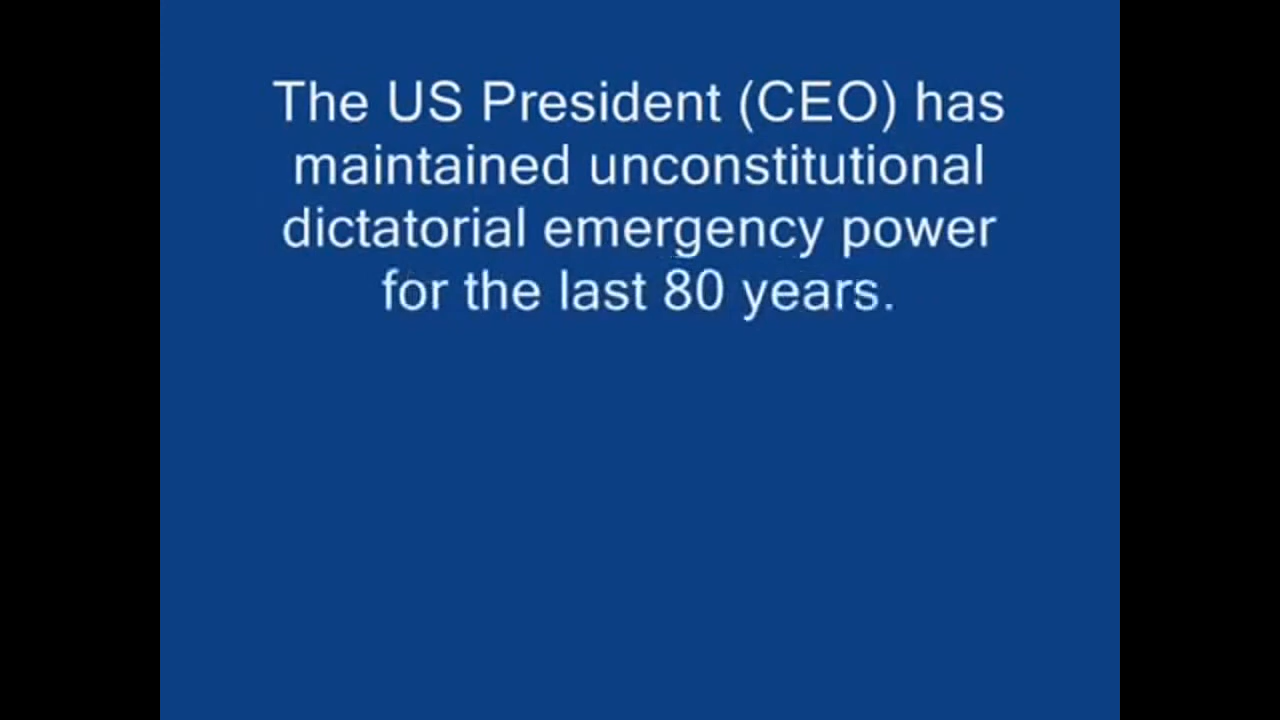 The US President (CEO) has
maintained unconstitutional
dictatorial emergency power
for the last 80 years.